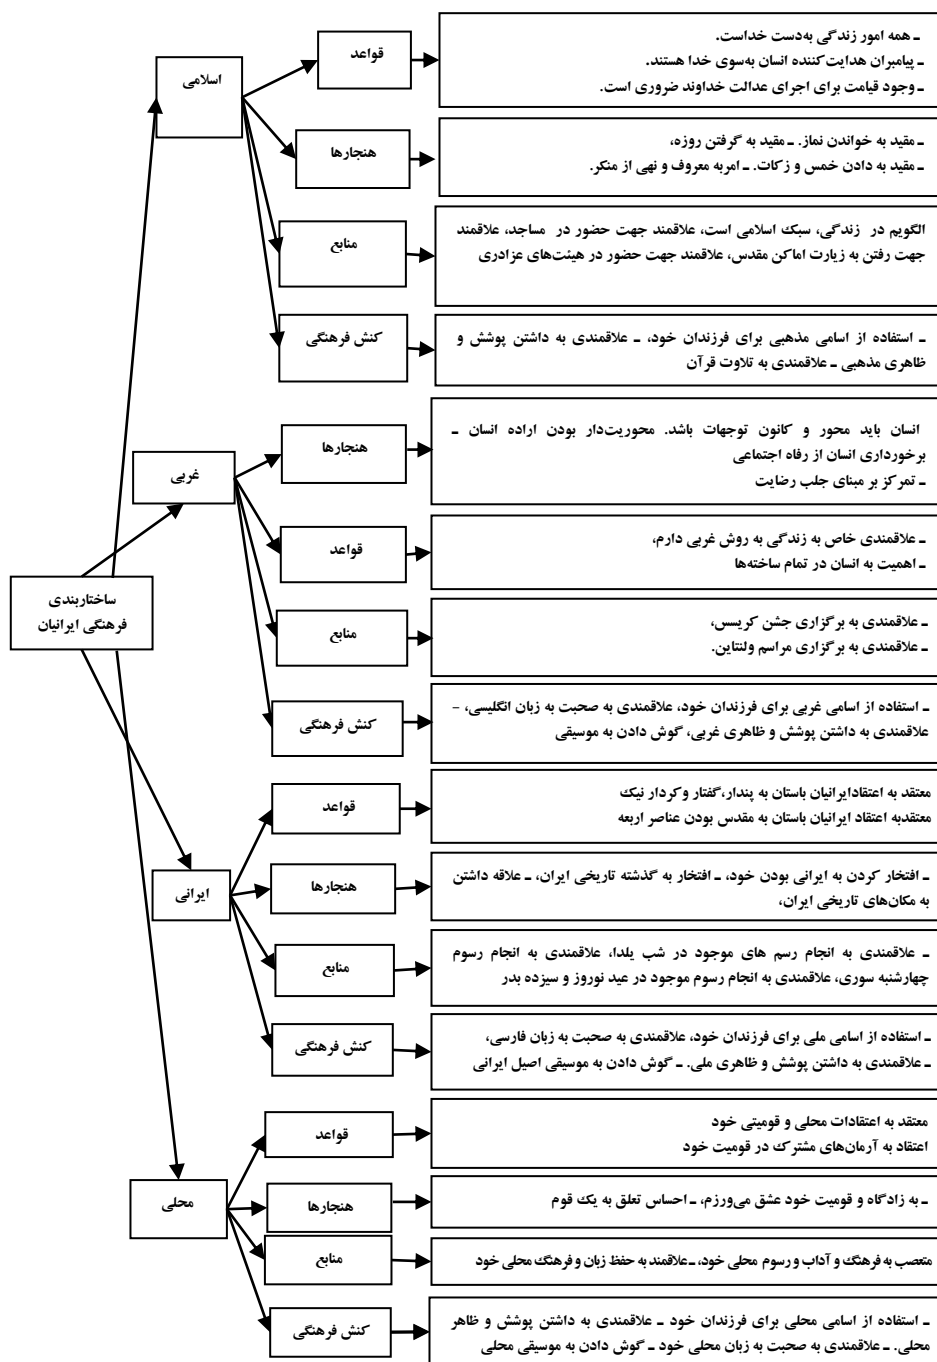 ساختاربندی
فرهنگی ایرانیان
اسلامی
قواعد
ـ همه امور زندگی به‌دست خداست.
ـ پیامبران هدایت‌کننده انسان به‌سوی خدا هستند.
ـ وجود قیامت برای اجرای عدالت خداوند ضروری است.
هنجارها
ـ مقید به خواندن نماز. ـ مقید به گرفتن روزه،
ـ مقید به دادن خمس و زکات. ـ امربه معروف و نهی از منکر.
منابع
الگویم در زندگی، سبک اسلامی است، علاقمند جهت حضور در مساجد، علاقمند
جهت رفتن به زیارت اماکن مقدس، علاقمند جهت حضور در هیئت‌های عزاداری
کنش فرهنگی
ـ استفاده از اسامی مذهبی برای فرزندان خود، ـ علاقمندی به داشتن پوشش و
ظاهری مذهبی ـ علاقمندی به تلاوت قرآن
غربی
هنجارها
انسان باید محور و کانون توجهات باشد. محوریت‌دار بودن اراده انسان ـ
برخورداری انسان از رفاه اجتماعی
ـ تمرکز بر مبنای جلب رضایت
قواعد
ـ علاقمندی خاص به زندگی به روش غربی دارم،
ـ اهمیت به انسان در تمام ساخته‌ها
منابع
ـ علاقمندی به برگزاری جشن کریسس،
ـ علاقمندی به برگزاری مراسم ولنتاین.
کنش فرهنگی
ـ استفاده از اسامی غربی برای فرزندان خود، علاقمندی به صحبت به زبان انگلیسی، –
علاقمندی به داشتن پوشش و ظاهری غربی، گوش دادن به موسیقی
ایرانی
قواعد
معتقد به اعتقادایرانیان باستان به پندار،گفتار وکردار نیک
معتقدبه اعتقاد ایرانیان باستان به مقدس بودن عناصر اربعه
هنجارها
ـ افتخار کردن به ایرانی بودن خود، ـ افتخار به گذشته تاریخی ایران، ـ علاقه داشتن
به مکان‌های تاریخی ایران،
منابع
ـ علاقمندی به انجام رسم های موجود در شب یلدا، علاقمندی به انجام رسوم
چهارشنبه سوری، علاقمندی به انجام رسوم موجود در عید نوروز و سیزده بدر
کنش فرهنگی
ـ استفاده از اسامی ملی برای فرزندان خود، علاقمندی به صحبت به زبان فارسی،
ـ علاقمندی به داشتن پوشش و ظاهری ملی. ـ گوش دادن به موسیقی اصیل ایرانی
محلی
قواعد
معتقد به اعتقادات محلی و قومیتی خود
اعتقاد به آرمان‌های مشترک در قومیت خود
هنجارها
ـ به زادگاه و قومیت خود عشق می‌ورزم، ـ احساس تعلق به یک قوم
منابع
متعصب به فرهنگ و آداب و رسوم محلی خود، ـ علاقمند به حفظ زبان و فرهنگ محلی خود
کنش فرهنگی
ـ استفاده از اسامی محلی برای فرزندان خود ـ علاقمندی به داشتن پوشش و ظاهر
محلی. ـ علاقمندی به صحبت به زبان محلی خود ـ گوش دادن به موسیقی محلی